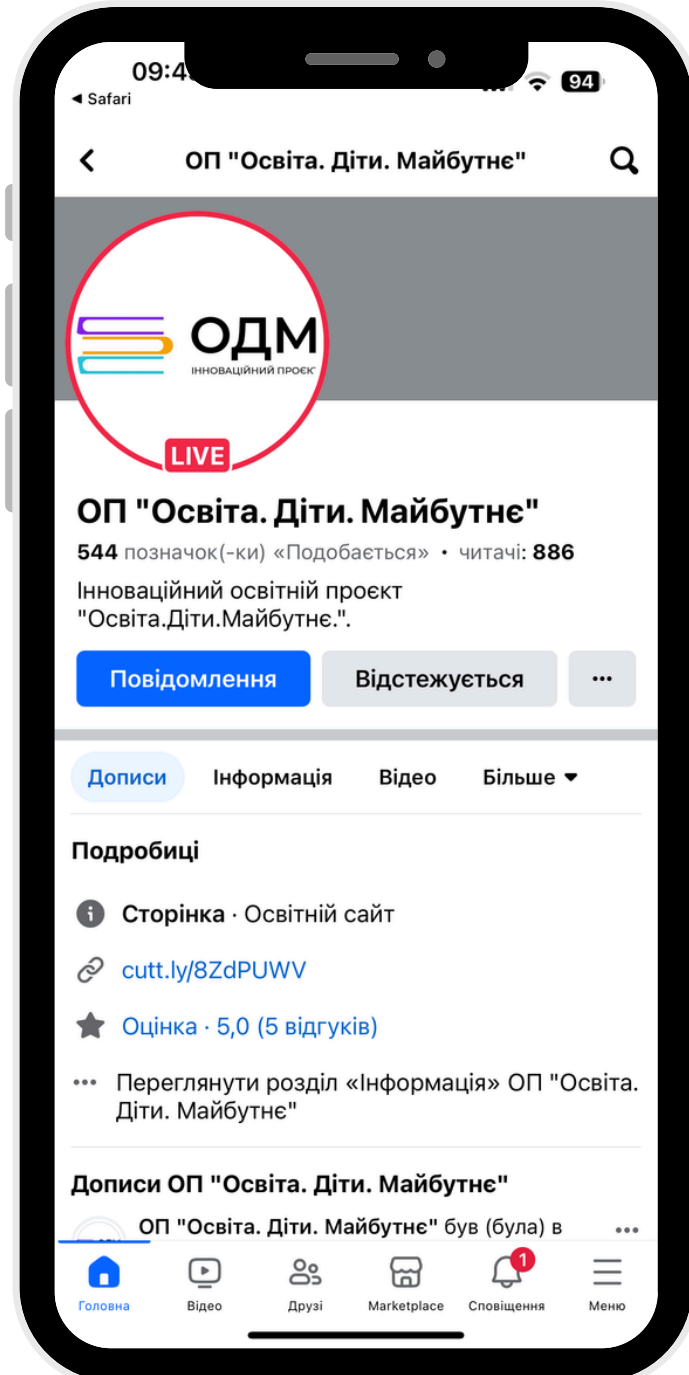 09:4
◀ Safari
94
ОП "Освіта. Діти. Майбутнє"
ОДМ
ІННОВАЦІЙНИЙ ПРОЄК
LIVE
ОП "Освіта. Діти. Майбутнє"
544 позначок(-ки) «Подобається» • читачі: 886
Інноваційний освітній проєкт
"Освіта.Діти.Майбутнє.".
Повідомлення Відстежується ...
Дописи Інформація Відео Більше ▼
Подробиці
Сторінка · Освітній сайт
cutt.ly/8ZdPUWV
Оцінка · 5,0 (5 відгуків)
Переглянути розділ «Інформація» ОП "Освіта.
Діти. Майбутнє"
Дописи ОП "Освіта. Діти. Майбутнє"
ОП "Освіта. Діти. Майбутнє" був (була) в
1
Головна Відео Друзі Marketplace Сповіщення Меню